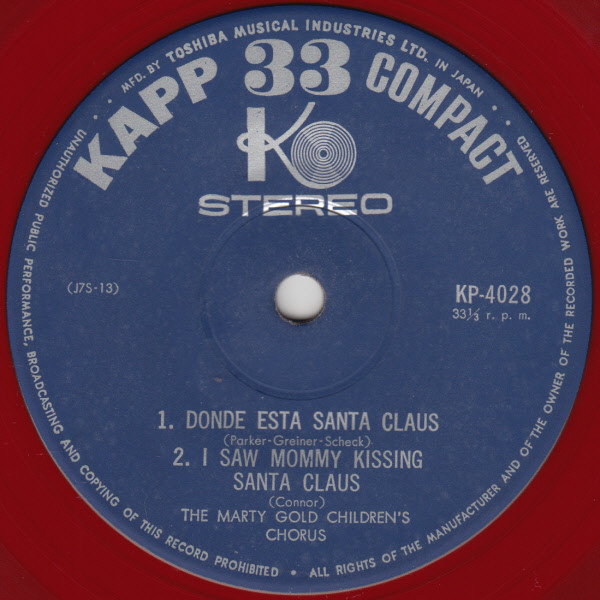 MFD. BY TOSHIBA MUSICAL INDUSTRIES LTD. IN JAPAN
KAPP 33 COMPACT
K
STEREO
(J7S-13)
KP-4028
33⅓ r. p. m.
1. DONDE ESTA SANTA CLAUS
(Parker-Greiner-Scheck)
2. I SAW MOMMY KISSING
SANTA CLAUS
(Connor)
THE MARTY GOLD CHILDREN'S
CHORUS
UNAUTHORIZED PUBLIC PERFORMANCE, BROADCASTING AND COPYING OF THIS RECORD PROHIBITED • ALL RIGHTS OF THE MANUFACTURER AND OF THE OWNER OF THE RECORDED WORK ARE RESERVED